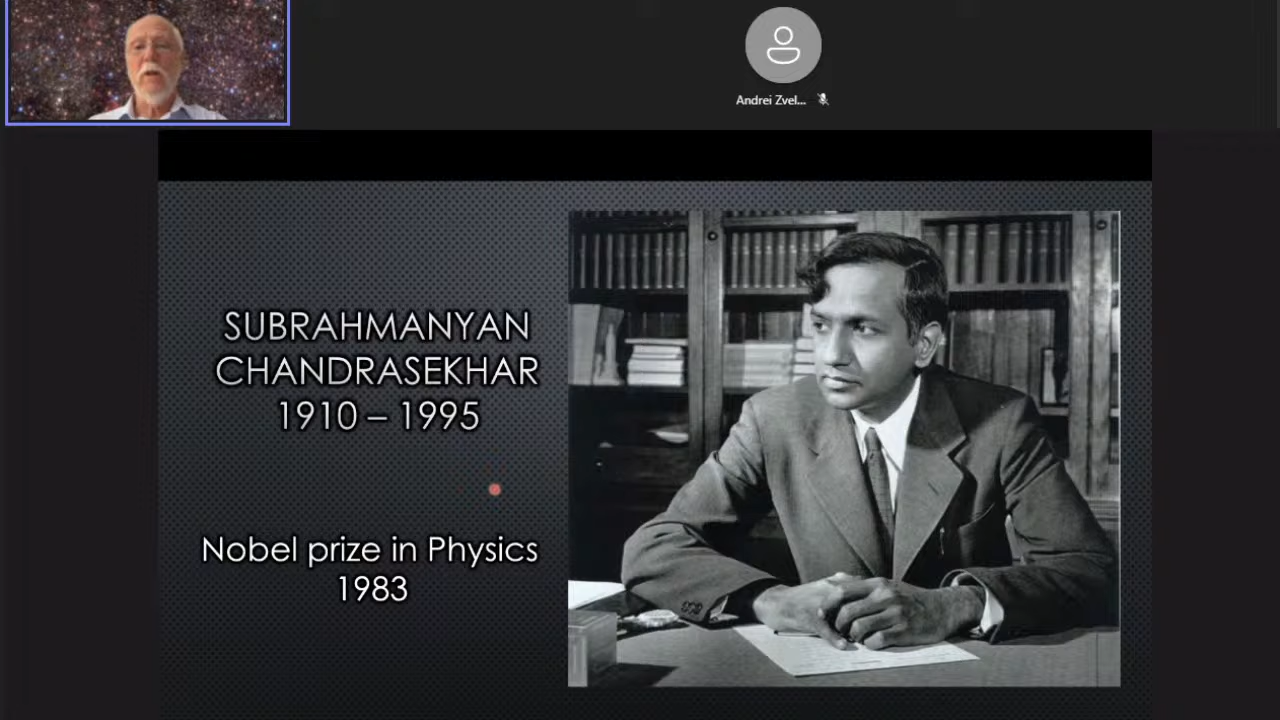 Andrei Zvel...
SUBRAHMANYAN
CHANDRASEKHAR
1910 – 1995
Nobel prize in Physics
1983